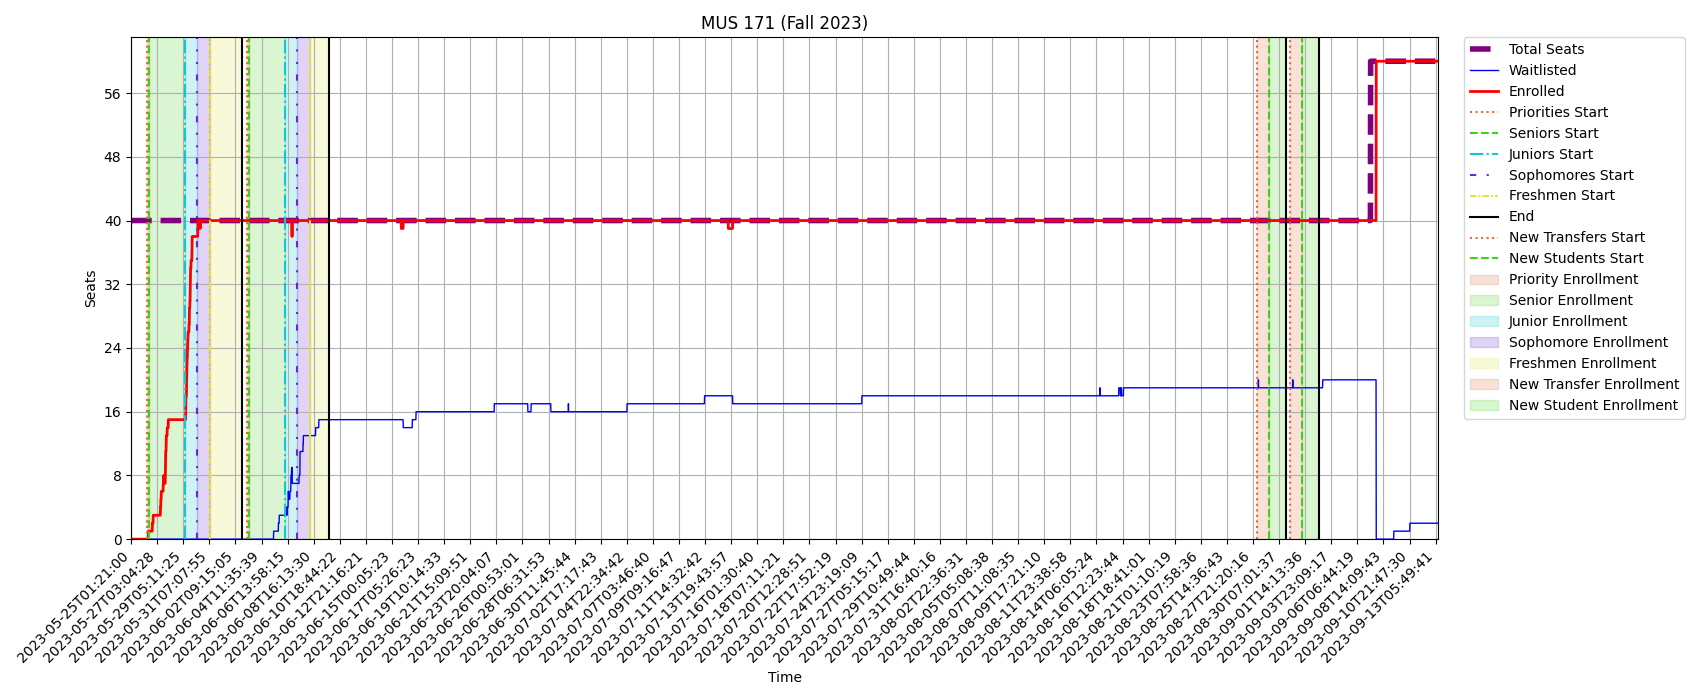 MUS 171 (Fall 2023)
Seats
56
48
40
32
24
16
8
0
2023-05-25T01:21:00
2023-05-27T03:04:28
2023-05-29T05:11:25
2023-05-31T07:07:55
2023-06-02T09:15:05
2023-06-04T11:35:39
2023-06-06T13:58:15
2023-06-08T16:13:30
2023-06-10T18:44:22
2023-06-12T21:16:21
2023-06-15T00:05:23
2023-06-17T05:26:23
2023-06-19T10:14:33
2023-06-21T15:09:51
2023-06-23T20:04:07
2023-06-26T00:53:01
2023-06-28T06:31:53
2023-06-30T11:45:44
2023-07-02T17:17:43
2023-07-04T22:34:42
2023-07-07T03:46:40
2023-07-09T09:16:47
2023-07-11T14:32:42
2023-07-13T19:43:57
2023-07-16T01:30:40
2023-07-18T07:11:21
2023-07-20T12:28:51
2023-07-22T17:52:19
2023-07-24T23:19:09
2023-07-27T05:15:17
2023-07-29T10:49:44
2023-07-31T16:40:16
2023-08-02T22:36:31
2023-08-05T05:08:38
2023-08-07T11:08:35
2023-08-09T17:21:10
2023-08-11T23:38:58
2023-08-14T06:05:24
2023-08-16T12:23:44
2023-08-18T18:41:01
2023-08-21T01:10:19
2023-08-23T07:58:36
2023-08-25T14:36:43
2023-08-27T21:20:16
2023-08-30T07:01:37
2023-09-01T14:13:36
2023-09-03T23:09:17
2023-09-06T06:44:19
2023-09-08T14:09:43
2023-09-10T21:47:30
2023-09-13T05:49:41
Time
Total Seats
Waitlisted
Enrolled
Priorities Start
Seniors Start
Juniors Start
Sophomores Start
Freshmen Start
End
New Transfers Start
New Students Start
Priority Enrollment
Senior Enrollment
Junior Enrollment
Sophomore Enrollment
Freshmen Enrollment
New Transfer Enrollment
New Student Enrollment